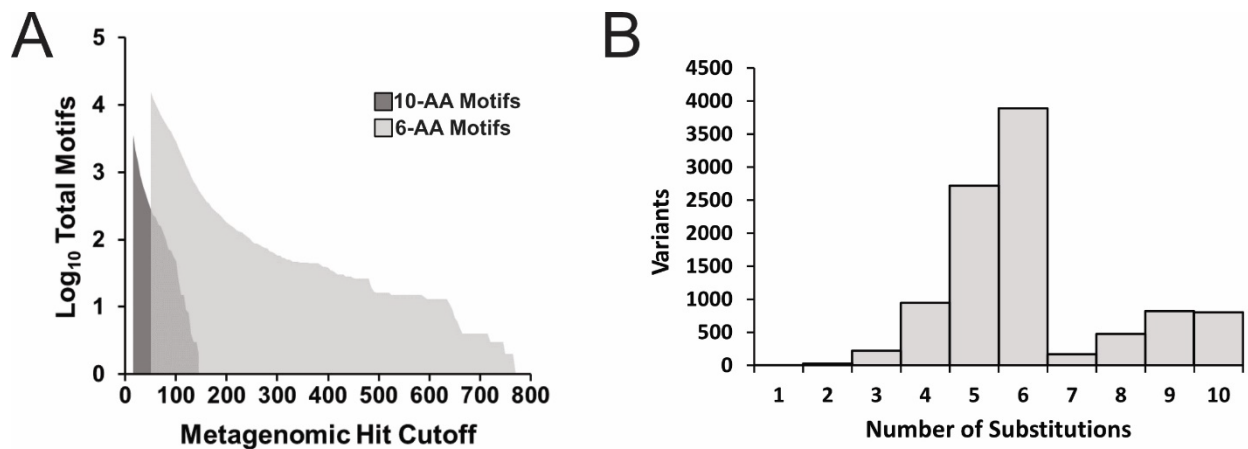 A
5
4
3
2
1
0
Log10 Total Motifs
10-AA Motifs
6-AA Motifs
0 100 200 300 400 500 600 700 800
Metagenomic Hit Cutoff
B
4500
4000
3500
3000
2500
2000
1500
1000
500
0
Variants
1 2 3 4 5 6 7 8 9 10
Number of Substitutions